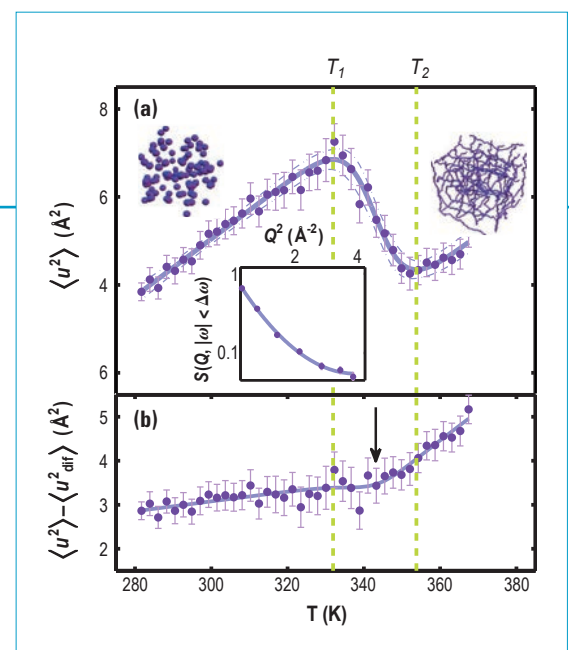 T1 T2
(a)
8
6
4
6
⟨u²⟩ (Å²)
Q² (Å⁻²)
2 4
1
0.1
S(Q, |ω| < Δω)
(b)
5
4
3
2
⟨u²⟩−⟨u²dif⟩ (Å²)
280 300 320 340 360 380
T (K)